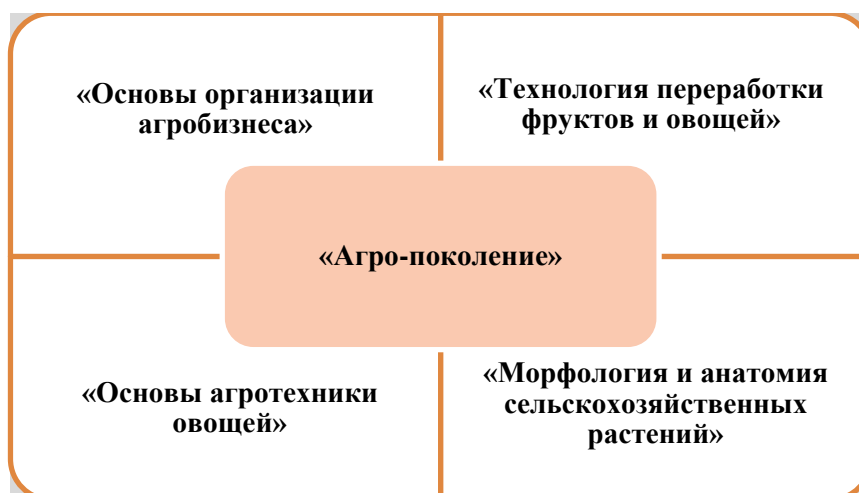 «Основы организации
агробизнеса»
«Технология переработки
фруктов и овощей»
«Агро-поколение»
«Основы агротехники
овощей»
«Морфология и анатомия
сельскохозяйственных
растений»